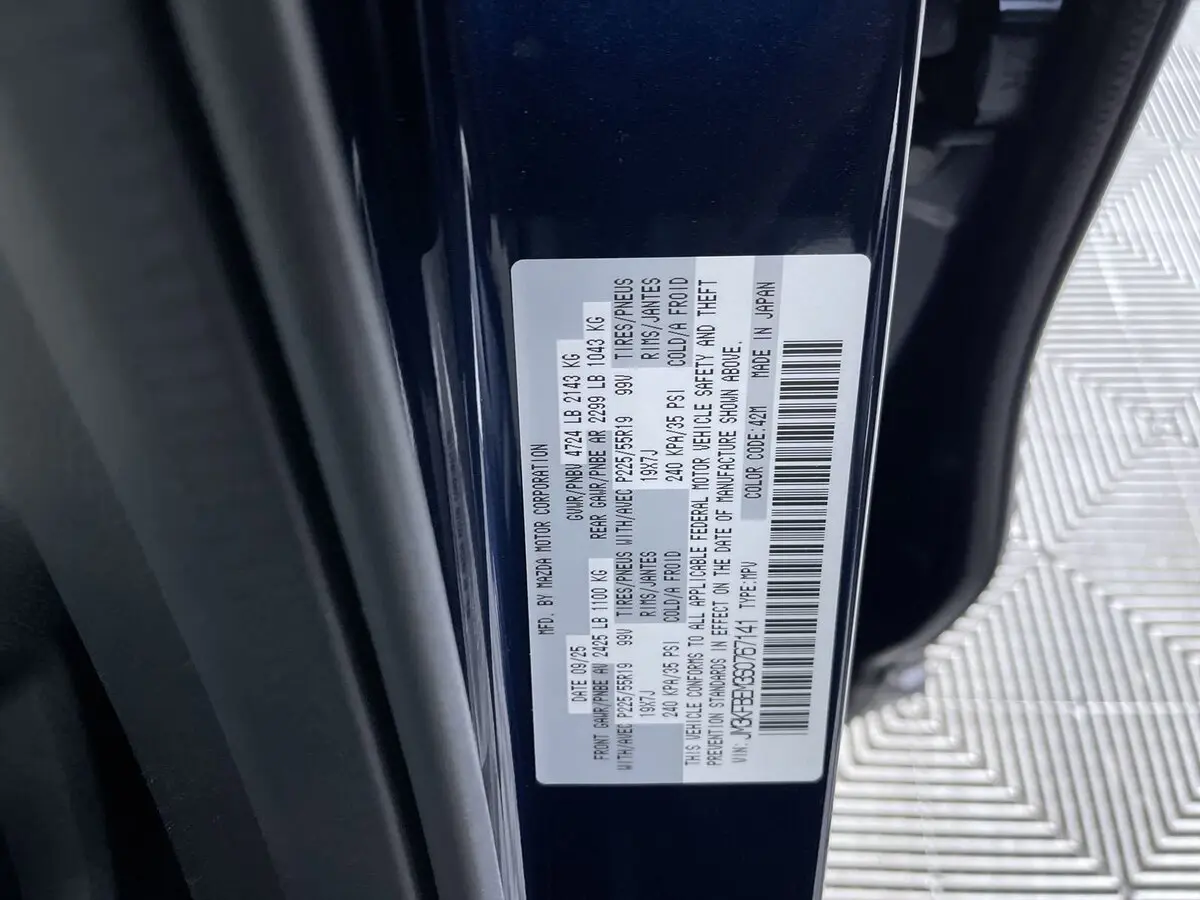 MFD. BY MAZDA MOTOR CORPORATION
DATE 09/25 GVWR/PNBV 4724 LB 2143 KG
FRONT GAWR/PNBE AV 2425 LB 1100 KG REAR GAWR/PNBE AR 2299 LB 1043 KG
WITH/AVEC P225/55R19 99V TIRES/PNEUS WITH/AVEC P225/55R19 99V TIRES/PNEUS
19X7J RIMS/JANTES 19X7J RIMS/JANTES
240 KPA/35 PSI COLD/A FROID 240 KPA/35 PSI COLD/A FROID
THIS VEHICLE CONFORMS TO ALL APPLICABLE FEDERAL MOTOR VEHICLE SAFETY AND THEFT
PREVENTION STANDARDS IN EFFECT ON THE DATE OF MANUFACTURE SHOWN ABOVE.
VIN: JM3KFBEM3S0767141 TYPE:MPV COLOR CODE:42M MADE IN JAPAN